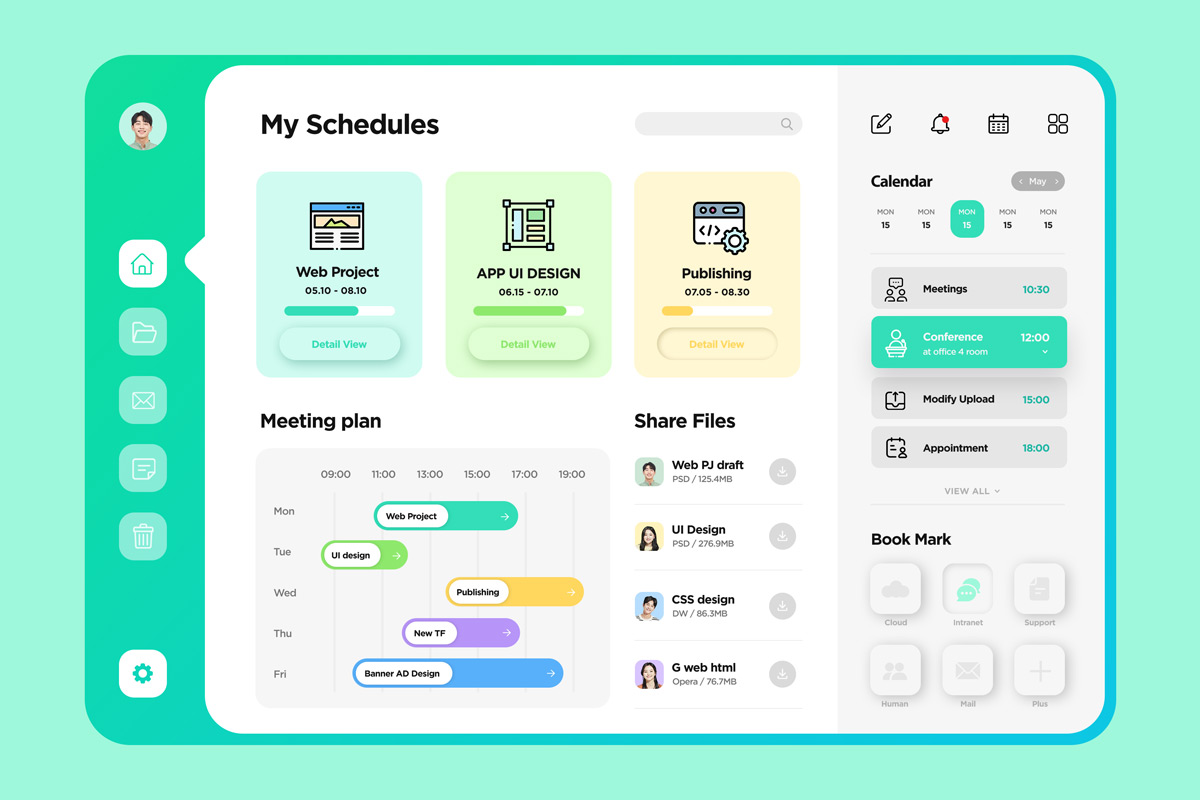 My Schedules
Web Project
05.10 - 08.10
Detail View
APP UI DESIGN
06.15 - 07.10
Detail View
Publishing
07.05 - 08.30
Detail View
Meeting plan
09:00 11:00 13:00 15:00 17:00 19:00
Mon
Web Project
Tue
UI design
Wed
Publishing
Thu
New TF
Fri
Banner AD Design
Share Files
Web PJ draft
PSD / 125.4MB
UI Design
PSD / 276.9MB
CSS design
DW / 86.3MB
G web html
Opera / 76.7MB
Calendar
< May >
MON MON MON MON MON
15 15 15 15 15
Meetings 10:30
Conference 12:00
at office 4 room
Modify Upload 15:00
Appointment 18:00
VIEW ALL
Book Mark
Cloud Intranet Support
Human Mail Plus